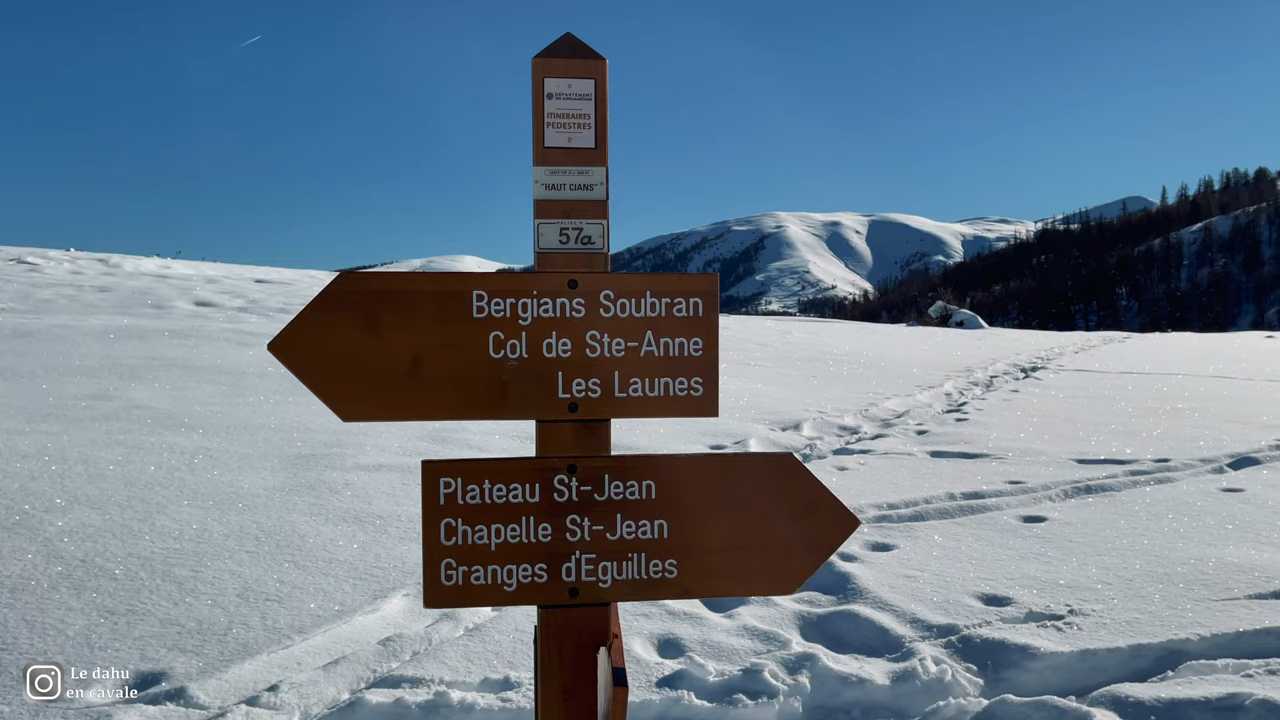 DÉPARTEMENT
DES ALPES-MARITIMES
ITINERAIRES
PEDESTRES
"HAUT CIANS"
BALISE N°
57a
Bergians Soubran
Col de Ste-Anne
Les Launes
Plateau St-Jean
Chapelle St-Jean
Granges d'Eguilles
Le dahu
en cavale